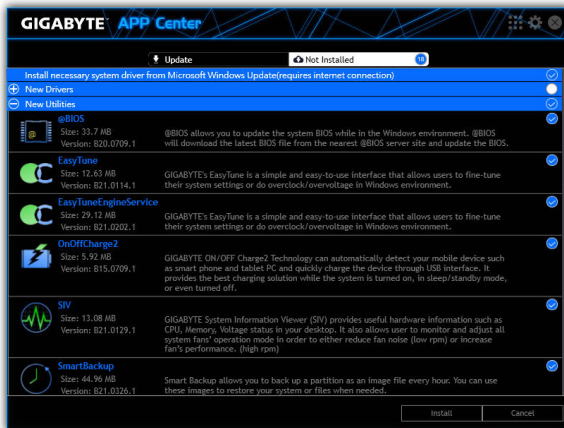 GIGABYTE™ APP Center
Update
Not Installed
18
Install necessary system driver from Microsoft Windows Update(requires internet connection)
New Drivers
New Utilities
@BIOS
Size: 33.7 MB
Version: B20.0709.1
@BIOS allows you to update the system BIOS while in the Windows environment. @BIOS
will download the latest BIOS file from the nearest @BIOS server site and update the BIOS.
EasyTune
Size: 12.63 MB
Version: B21.0114.1
GIGABYTE's EasyTune is a simple and easy-to-use interface that allows users to fine-tune
their system settings or do overclock/overvoltage in Windows environment.
EasyTuneEngineService
Size: 29.12 MB
Version: B21.0202.1
GIGABYTE's EasyTune is a simple and easy-to-use interface that allows users to fine-tune
their system settings or do overclock/overvoltage in Windows environment.
OnOffCharge2
Size: 5.92 MB
Version: B15.0709.1
GIGABYTE ON/OFF Charge2 Technology can automatically detect your mobile device such
as smart phone and tablet PC and quickly charge the device through USB interface. It
provides the best charging solution while the system is turned on, in sleep/standby mode,
or even turned off.
SIV
Size: 13.08 MB
Version: B21.0129.1
GIGABYTE System Information Viewer (SIV) provides useful hardware information such as
CPU, Memory, Voltage status in your desktop. It also allows user to monitor and adjust all
system fans' operation mode in order to either reduce fan noise (low rpm) or increase
fan's performance. (high rpm)
SmartBackup
Size: 44.96 MB
Version: B21.0326.1
Smart Backup allows you to back up a partition as an image file every hour. You can use
these images to restore your system or files when needed.
Install
Cancel